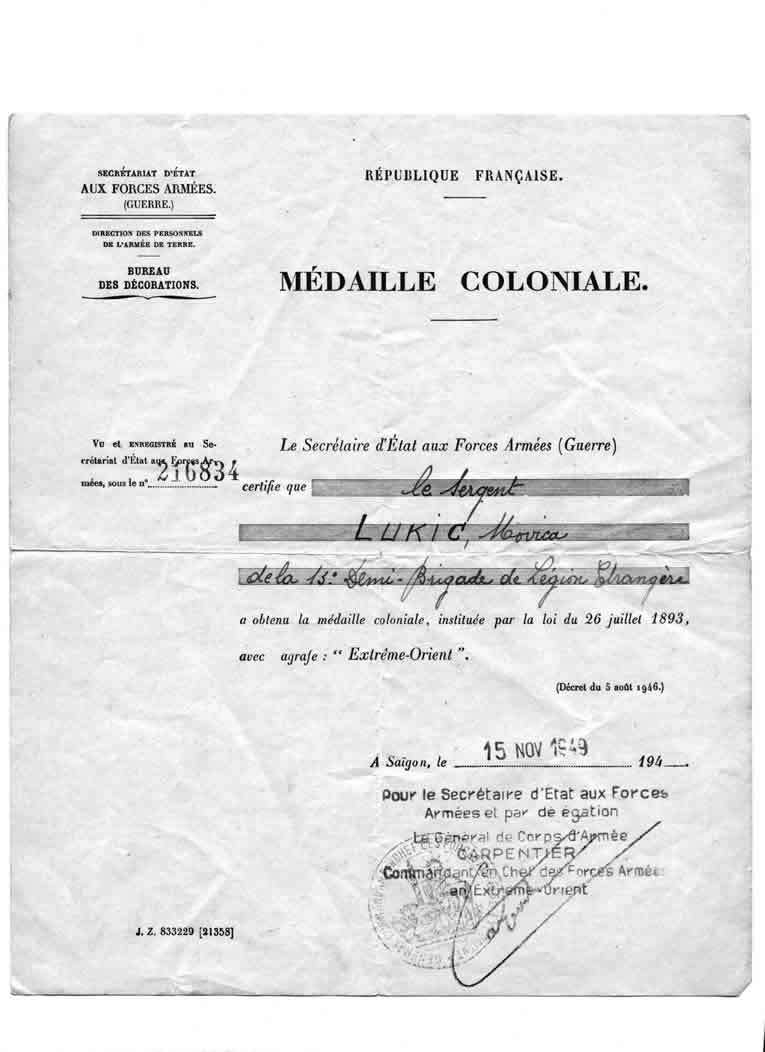 SECRÉTARIAT D'ÉTAT
AUX FORCES ARMÉES.
(GUERRE.)
DIRECTION DES PERSONNELS
DE L'ARMÉE DE TERRE.
BUREAU
DES DÉCORATIONS.
RÉPUBLIQUE FRANÇAISE.
MÉDAILLE COLONIALE.
Vu et ENREGISTRÉ au Se-
crétariat d'État aux Forces Ar-
mées, sous le n° 216834
Le Secrétaire d'État aux Forces Armées (Guerre)
certifie que le Sergent
LUKIC, Movica
de la 13e Demi-Brigade de Légion Etrangère
a obtenu la médaille coloniale, instituée par la loi du 26 juillet 1893,
avec agrafe : “ Extrême-Orient ”.
(Décret du 5 août 1946.)
A Saïgon, le 15 NOV 1949 194
Pour le Secrétaire d'Etat aux Forces
Armées et par dé égation
Le Général de Corps d'Armée
CARPENTIER
Commandant en Chef des Forces Armée
en Extrême-Orient
J. Z. 833229 [21358]